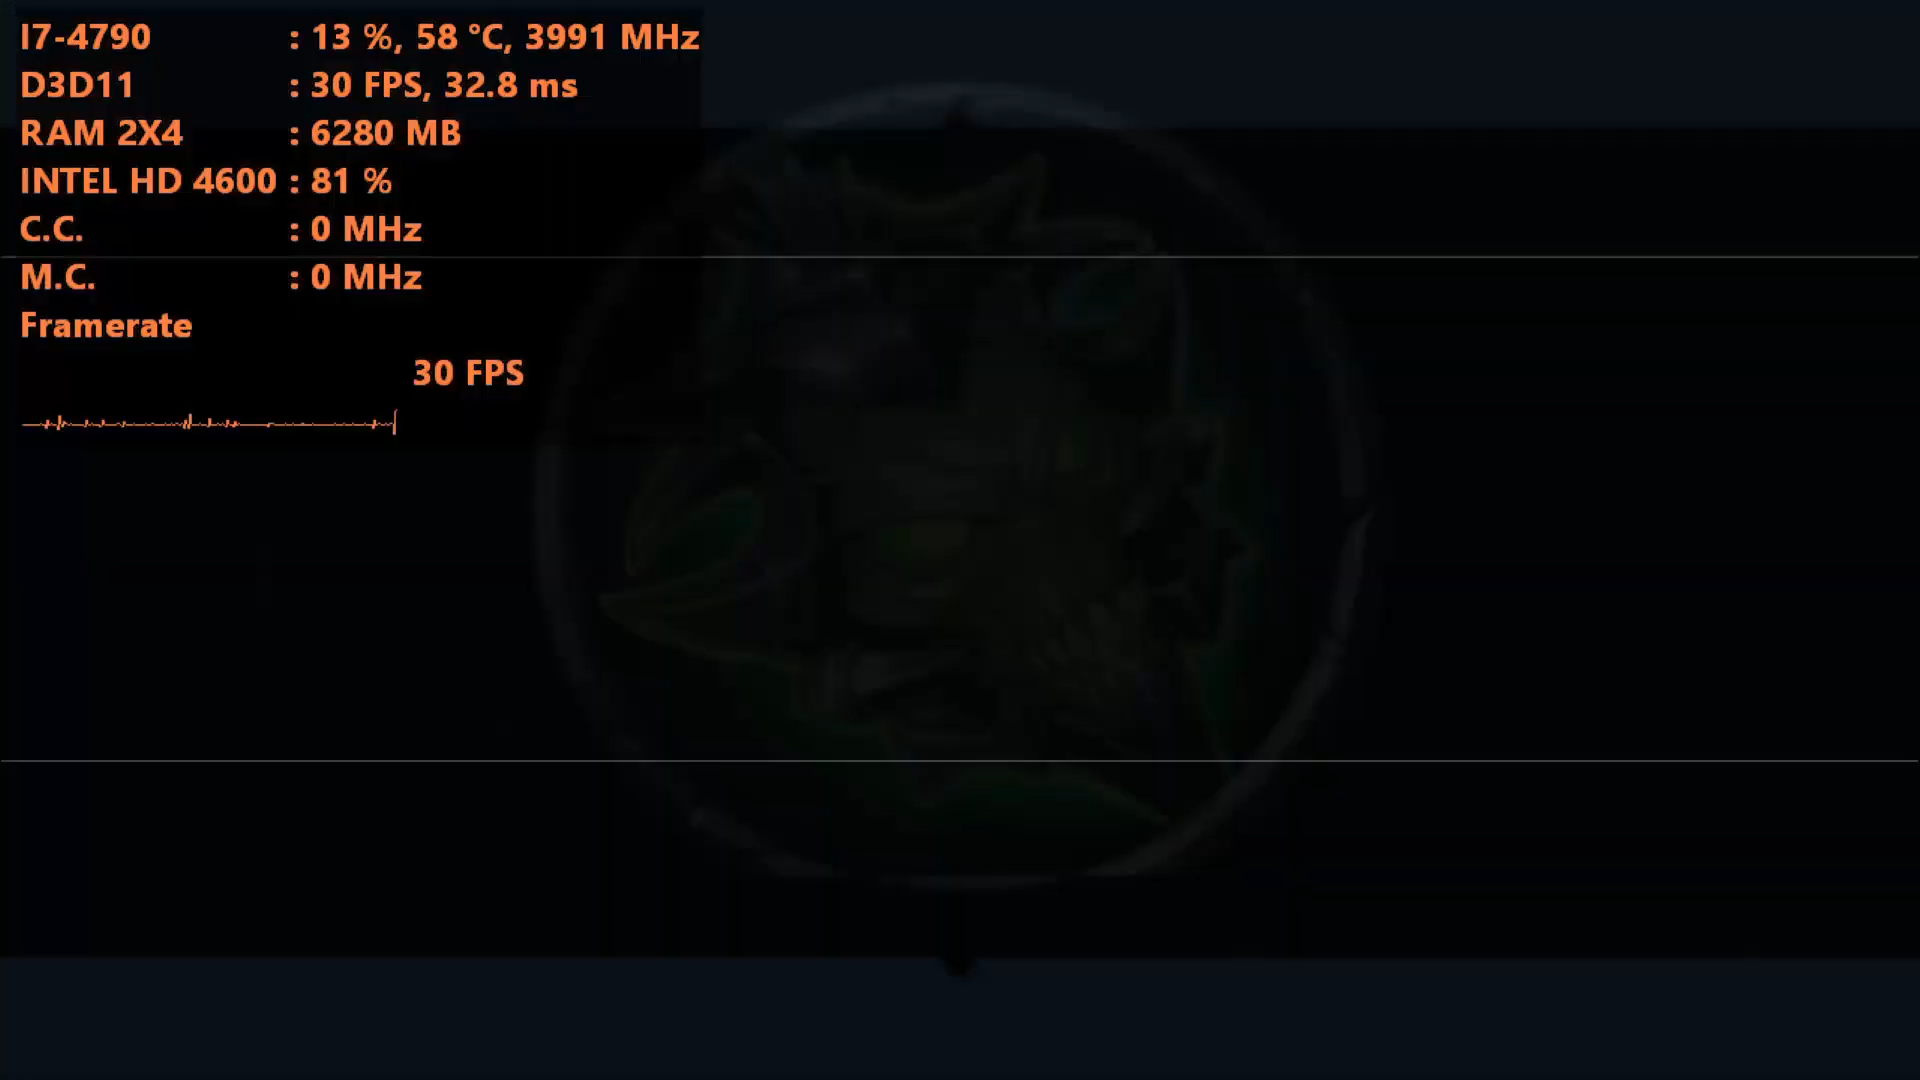 I7-4790 : 13 %, 58 °C, 3991 MHz
D3D11 : 30 FPS, 32.8 ms
RAM 2X4 : 6280 MB
INTEL HD 4600 : 81 %
C.C. : 0 MHz
M.C. : 0 MHz
Framerate
30 FPS